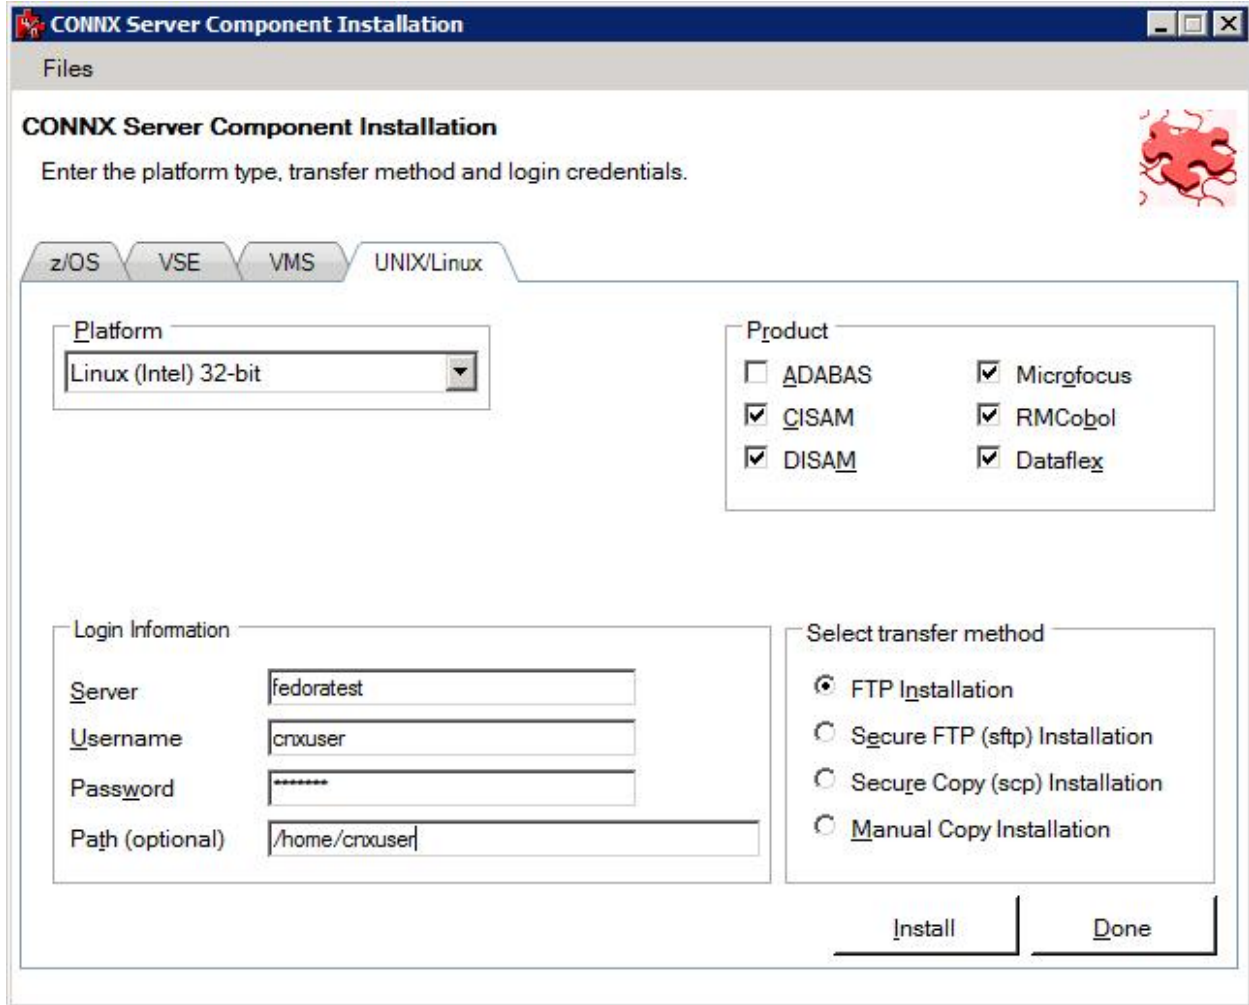 CONNX Server Component Installation
Files
CONNX Server Component Installation
Enter the platform type, transfer method and login credentials.
z/OS VSE VMS UNIX/Linux
Platform
Linux (Intel) 32-bit
Product
ADABAS Microfocus
CISAM RMCobol
DISAM Dataflex
Login Information
Server fedoratest
Username cnxuser
Password *******
Path (optional) /home/cnxuser
Select transfer method
FTP Installation
Secure FTP (sftp) Installation
Secure Copy (scp) Installation
Manual Copy Installation
Install Done